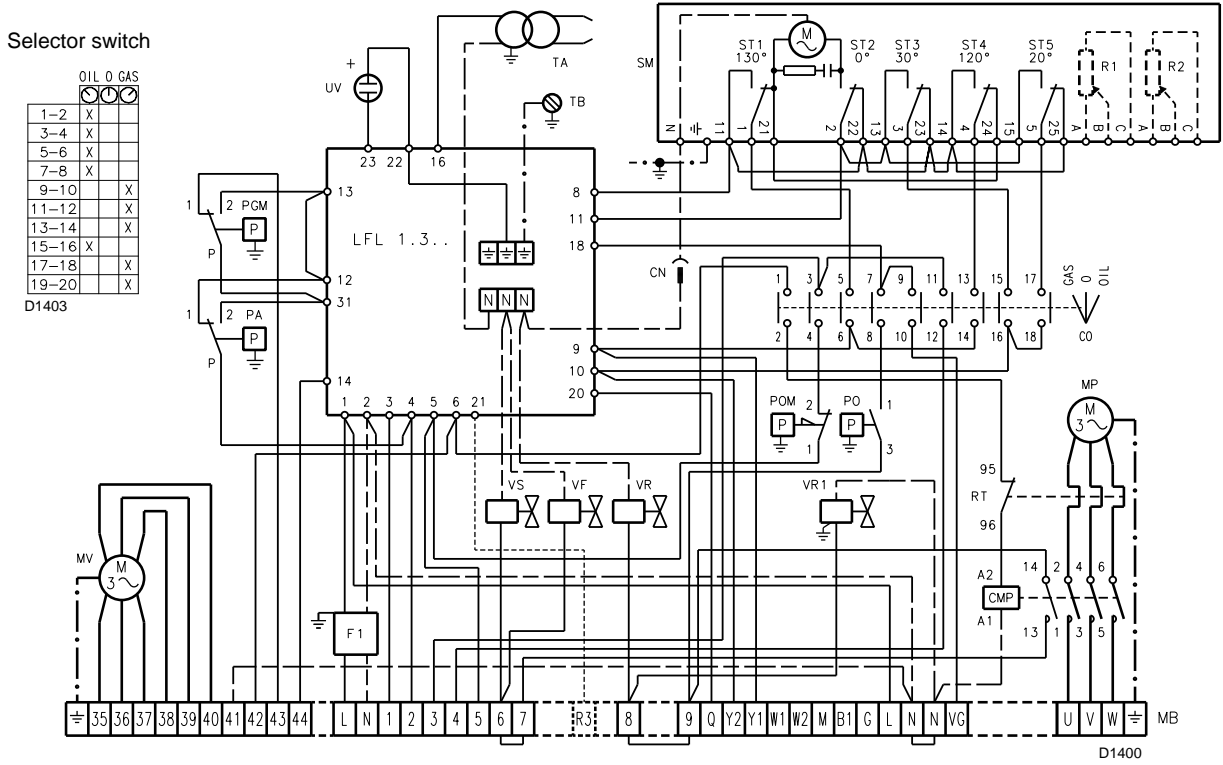 Selector switch
OIL O GAS
1-2 X
3-4 X
5-6 X
7-8 X
9-10 X
11-12 X
13-14 X
15-16 X
17-18 X
19-20 X
D1403
+
UV
TA
TB
23 22 16
LFL 1.3..
13
12
31
14
8
11
18
9
10
20
1 2 3 4 5 6 21
N N N
1 2 PGM
P
P
1 2 PA
P
P
SM
M
ST1 130°
ST2 0°
ST3 30°
ST4 120°
ST5 20°
R1
R2
N 11 1 21 2 22 13 3 23 14 4 24 15 5 25 A B C A B C
CN
1 3 5 7 9 11 13 15 17
2 4 6 8 10 12 14 16 18
GAS O OIL
CO
POM 2
P
1
PO 1
P
3
MP
M
3~
95
RT
96
A2
CMP
A1
14 2 4 6
13 1 3 5
VS VF VR VR1
MV
M
3~
F1
35 36 37 38 39 40 41 42 43 44 L N 1 2 3 4 5 6 7 R3 8 9 Q Y2 Y1 W1 W2 M B1 G L N N VG U V W MB
D1400